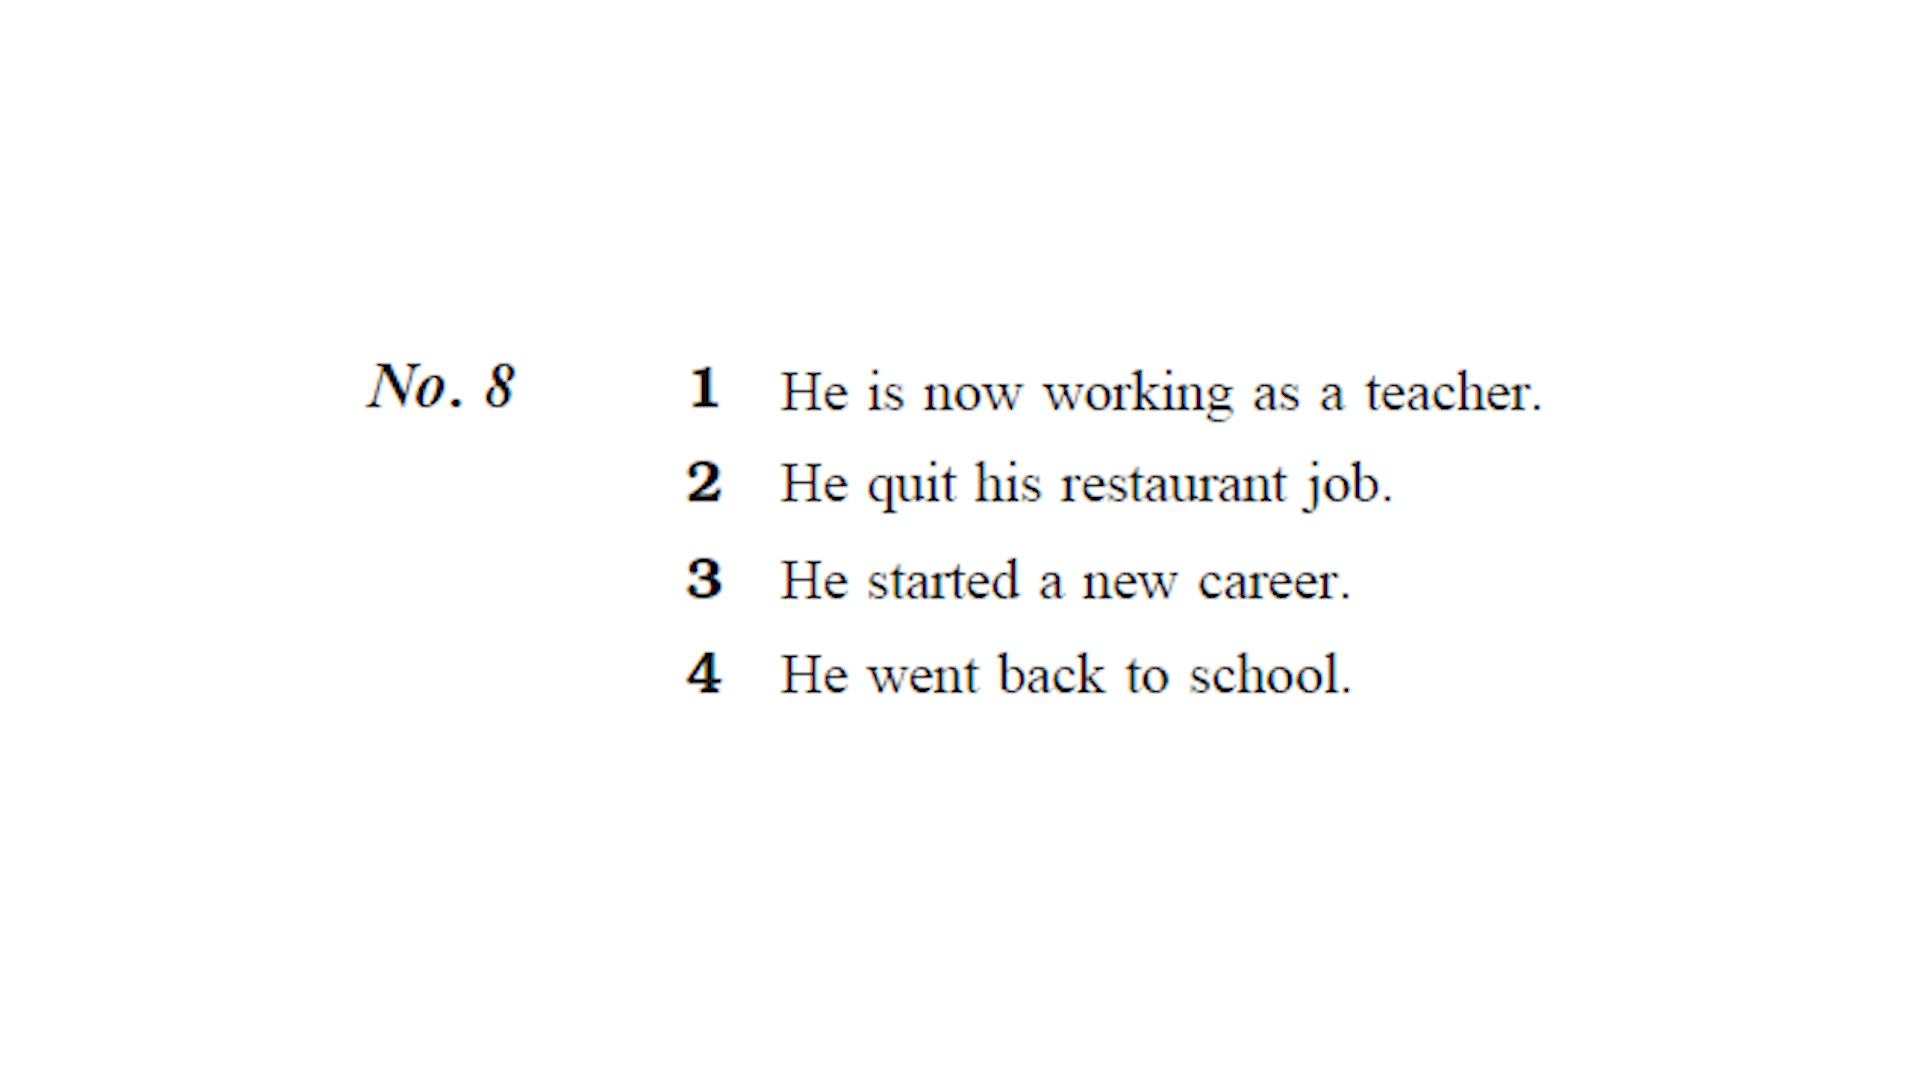 No. 8 1 He is now working as a teacher.
2 He quit his restaurant job.
3 He started a new career.
4 He went back to school.